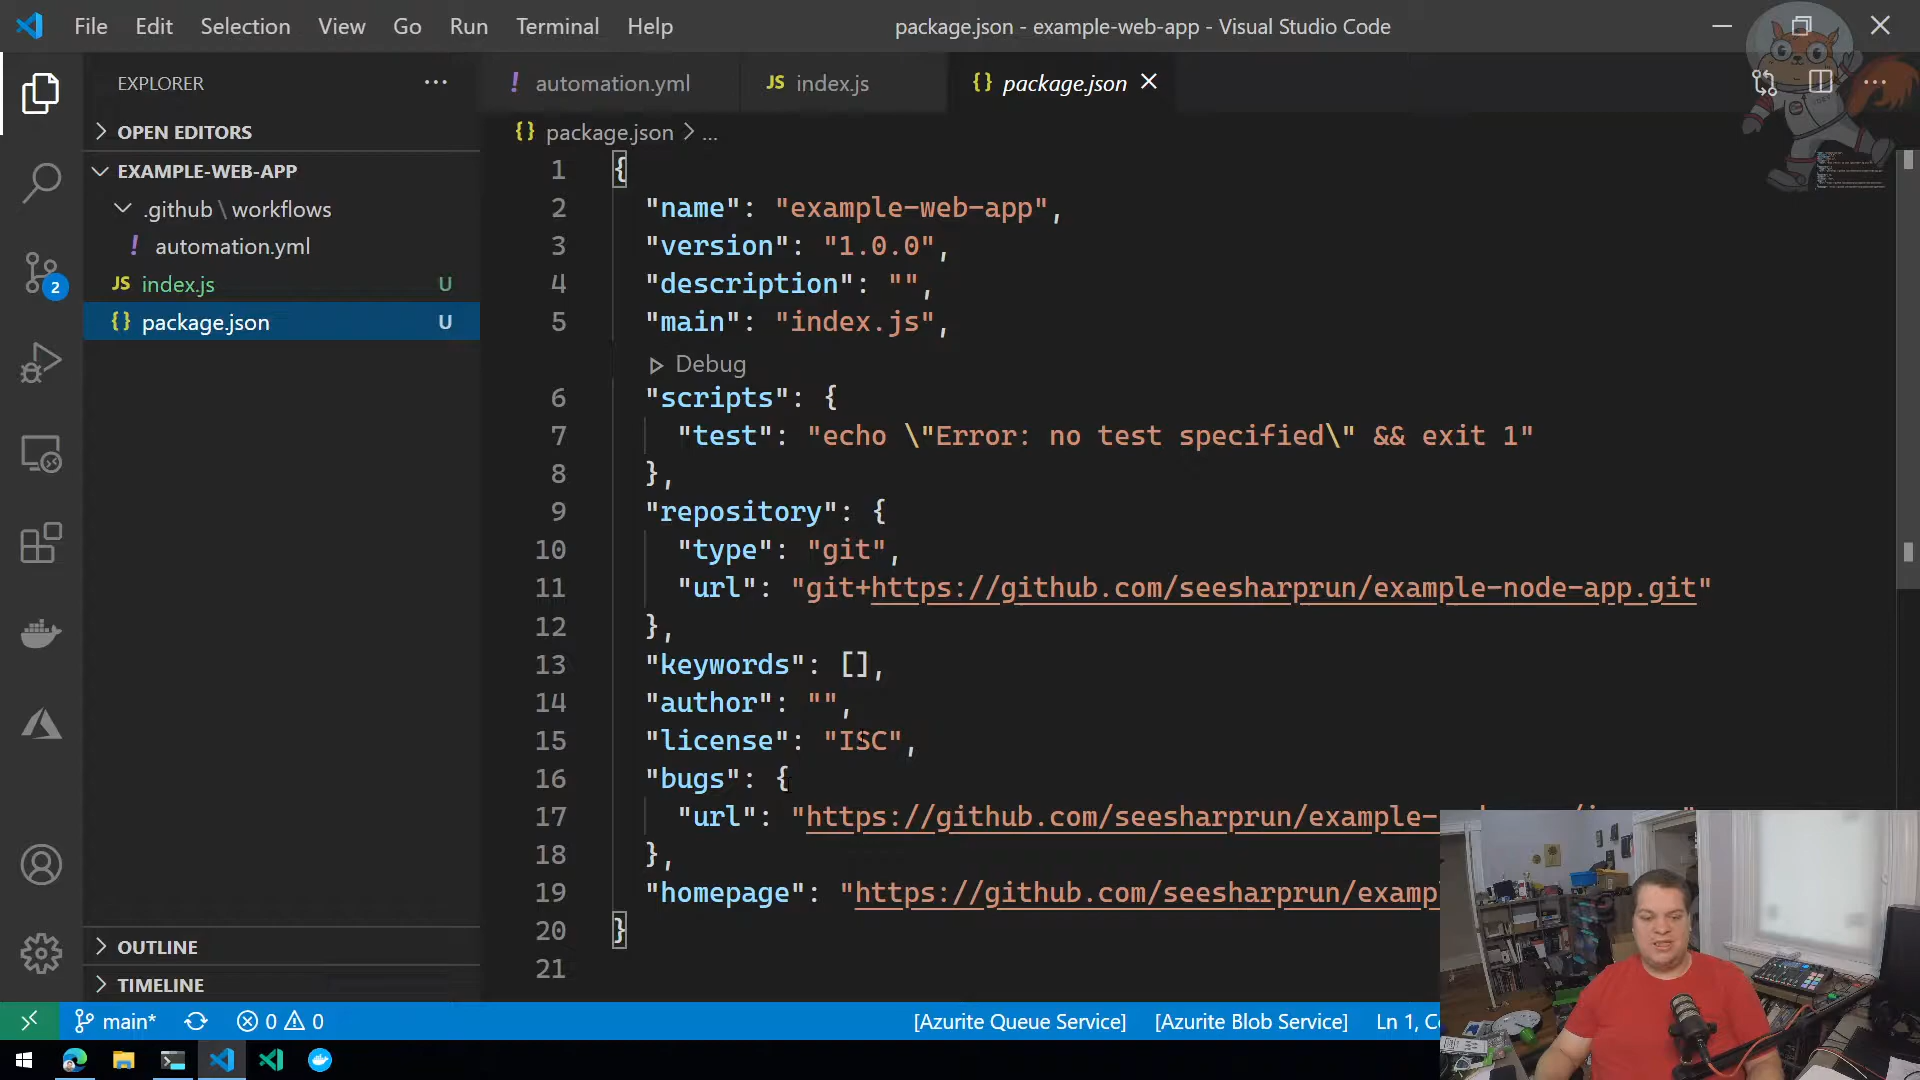 File Edit Selection View Go Run Terminal Help
package.json - example-web-app - Visual Studio Code
EXPLORER
OPEN EDITORS
EXAMPLE-WEB-APP
.github \ workflows
! automation.yml
JS index.js U
{} package.json U
OUTLINE
TIMELINE
2
! automation.yml
JS index.js
{} package.json
{} package.json > ...
1 {
2 "name": "example-web-app",
3 "version": "1.0.0",
4 "description": "",
5 "main": "index.js",
Debug
6 "scripts": {
7 "test": "echo \"Error: no test specified\" && exit 1"
8 },
9 "repository": {
10 "type": "git",
11 "url": "git+https://github.com/seesharprun/example-node-app.git"
12 },
13 "keywords": [],
14 "author": "",
15 "license": "ISC",
16 "bugs": {
17 "url": "https://github.com/seesharprun/example-
18 },
19 "homepage": "https://github.com/seesharprun/examp
20 }
21
main* 0 0
[Azurite Queue Service] [Azurite Blob Service] Ln 1,